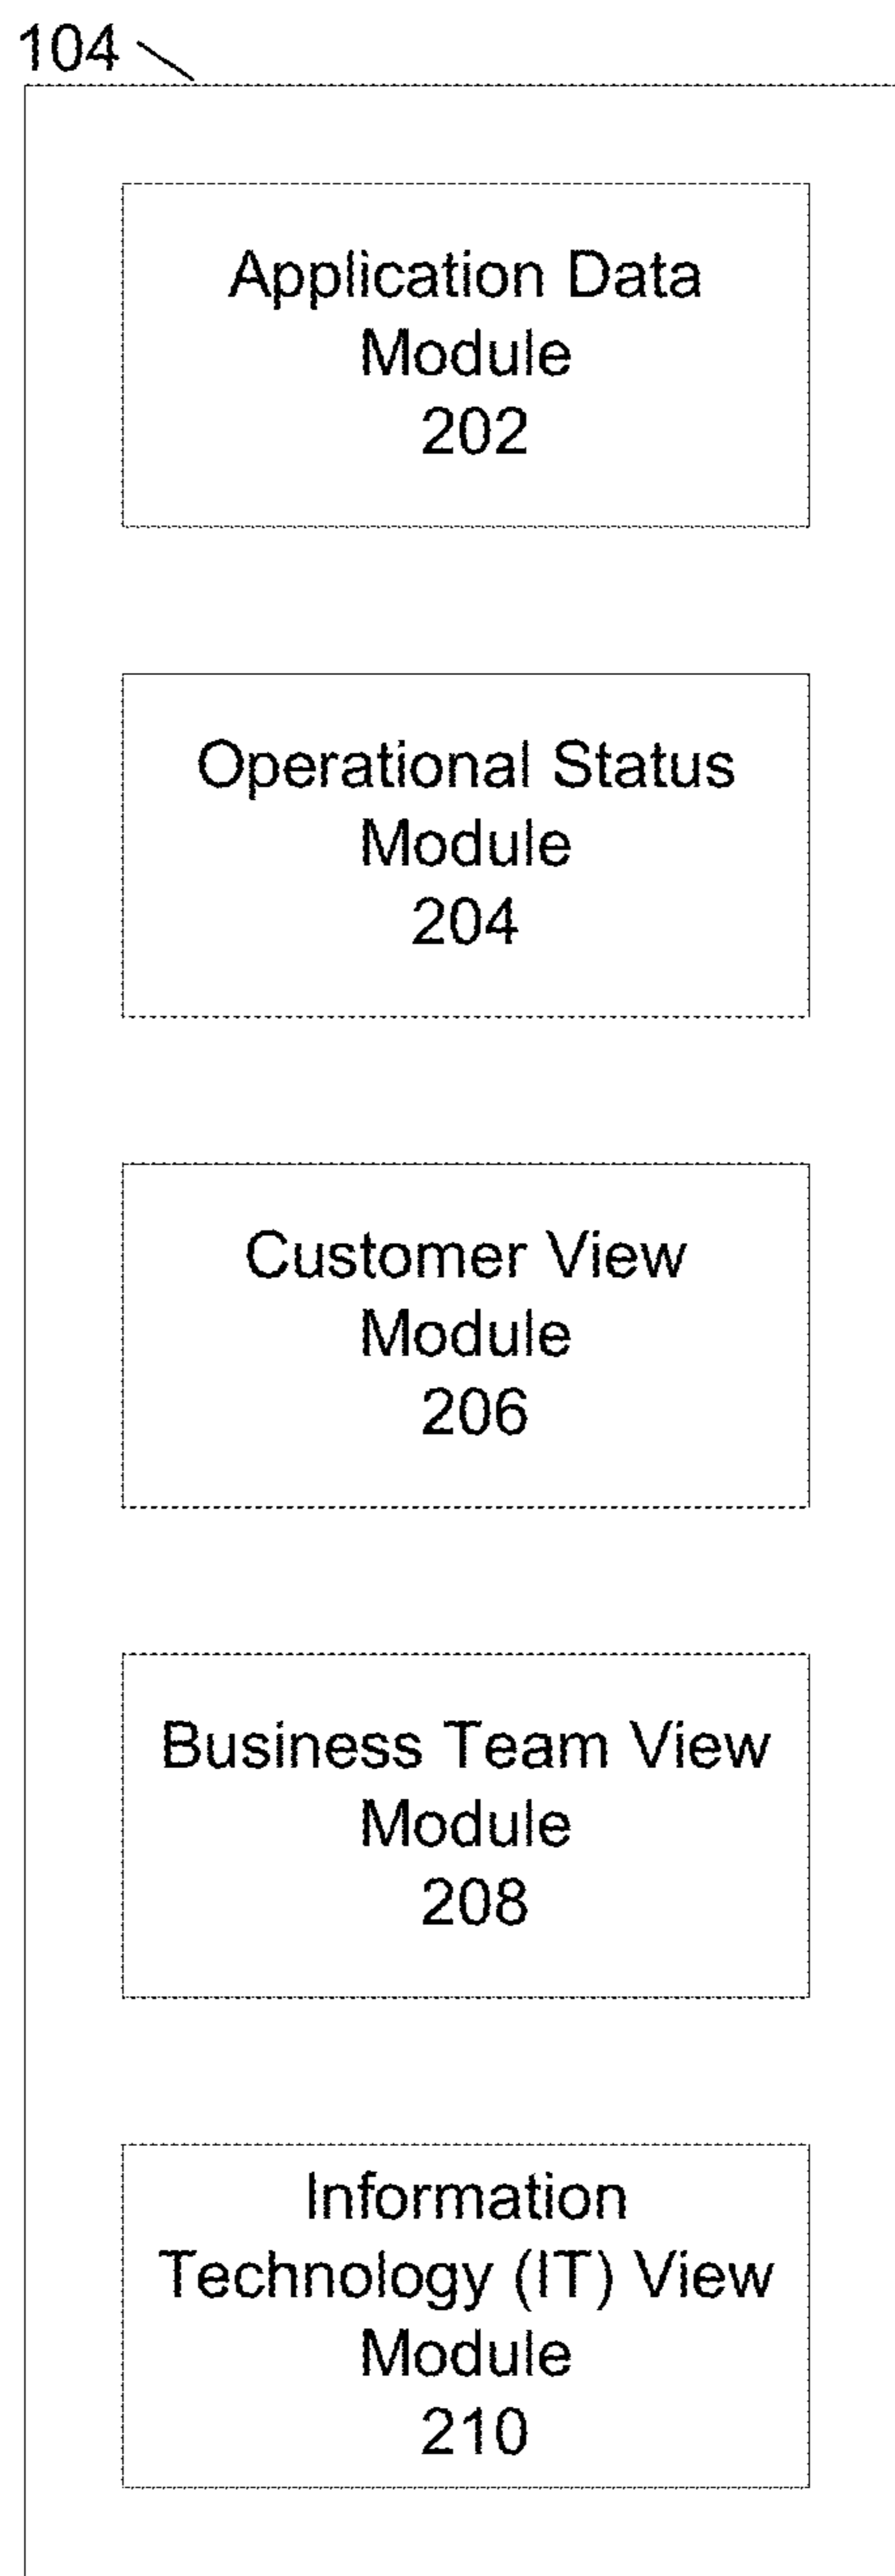 104
Application Data
Module
202
Operational Status
Module
204
Customer View
Module
206
Business Team View
Module
208
Information
Technology (IT) View
Module
210